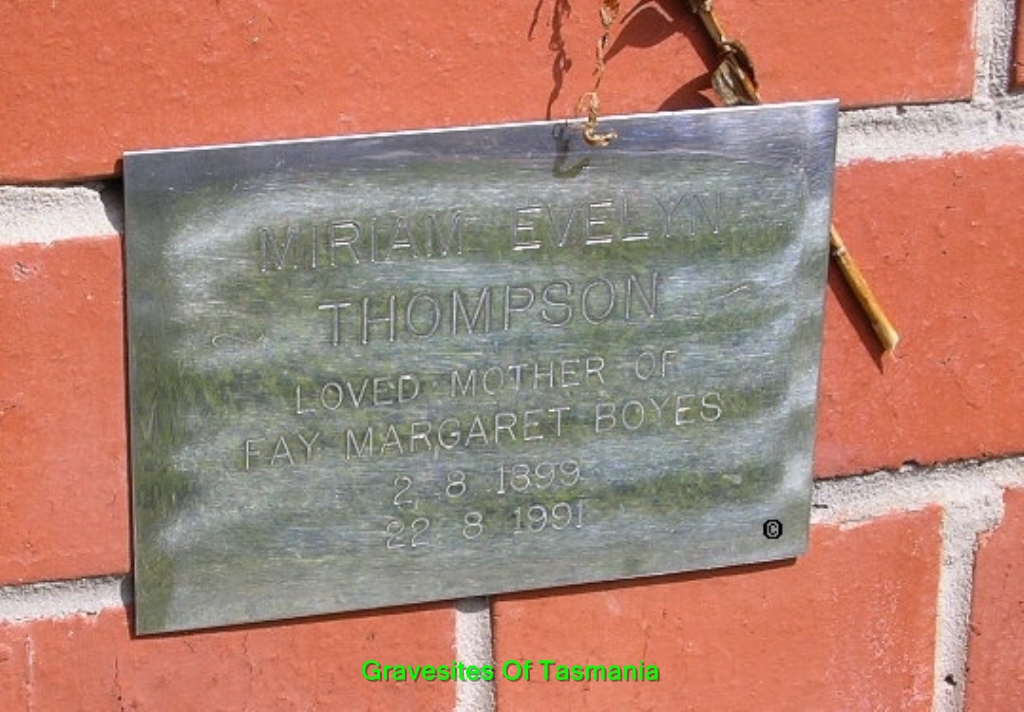 MIRIAM EVELYN
THOMPSON
LOVED MOTHER OF
FAY MARGARET BOYES
2 8 1899
22 8 1991
©
Gravesites Of Tasmania